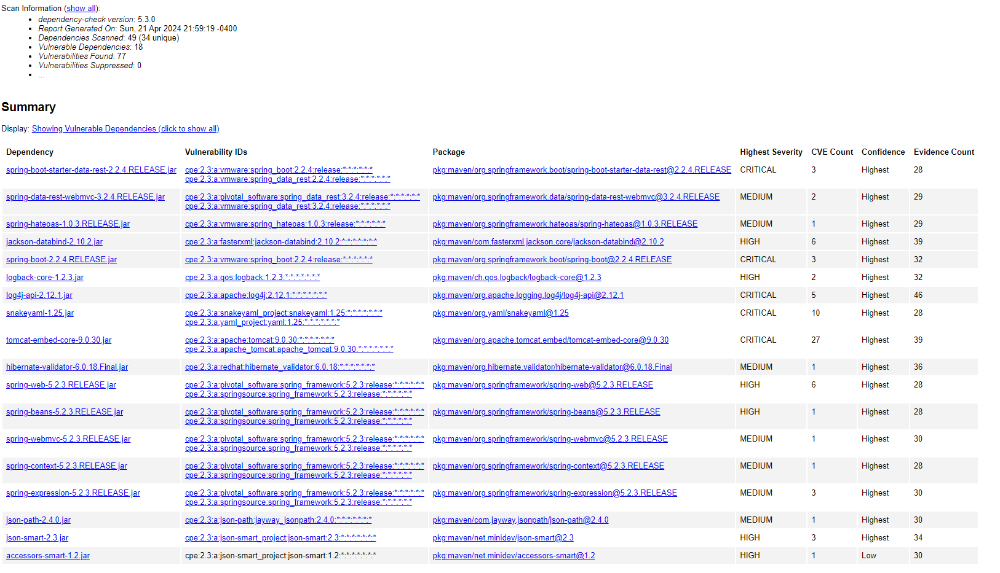 Scan Information (show all):
• dependency-check version: 5.3.0
• Report Generated On: Sun, 21 Apr 2024 21:59:19 -0400
• Dependencies Scanned: 49 (34 unique)
• Vulnerable Dependencies: 18
• Vulnerabilities Found: 77
• Vulnerabilities Suppressed: 0
• ...
Summary
Display: Showing Vulnerable Dependencies (click to show all)
Dependency Vulnerability IDs Package Highest Severity CVE Count Confidence Evidence Count
spring-boot-starter-data-rest-2.2.4.RELEASE.jar cpe:2.3:a:vmware:spring_boot:2.2.4:release:*:*:*:*:*:* pkg:maven/org.springframework.boot/spring-boot-starter-data-rest@2.2.4.RELEASE CRITICAL 3 Highest 28
cpe:2.3:a:vmware:spring_data_rest:2.2.4:release:*:*:*:*:*:*
spring-data-rest-webmvc-3.2.4.RELEASE.jar cpe:2.3:a:pivotal_software:spring_data_rest:3.2.4:release:*:*:*:*:*:* pkg:maven/org.springframework.data/spring-data-rest-webmvc@3.2.4.RELEASE MEDIUM 2 Highest 29
cpe:2.3:a:vmware:spring_data_rest:3.2.4:release:*:*:*:*:*:*
spring-hateoas-1.0.3.RELEASE.jar cpe:2.3:a:vmware:spring_hateoas:1.0.3:release:*:*:*:*:*:* pkg:maven/org.springframework.hateoas/spring-hateoas@1.0.3.RELEASE MEDIUM 1 Highest 29
jackson-databind-2.10.2.jar cpe:2.3:a:fasterxml:jackson-databind:2.10.2:*:*:*:*:*:*:* pkg:maven/com.fasterxml.jackson.core/jackson-databind@2.10.2 HIGH 6 Highest 39
spring-boot-2.2.4.RELEASE.jar cpe:2.3:a:vmware:spring_boot:2.2.4:release:*:*:*:*:*:* pkg:maven/org.springframework.boot/spring-boot@2.2.4.RELEASE CRITICAL 3 Highest 32
logback-core-1.2.3.jar cpe:2.3:a:qos:logback:1.2.3:*:*:*:*:*:*:* pkg:maven/ch.qos.logback/logback-core@1.2.3 HIGH 2 Highest 32
log4j-api-2.12.1.jar cpe:2.3:a:apache:log4j:2.12.1:*:*:*:*:*:*:* pkg:maven/org.apache.logging.log4j/log4j-api@2.12.1 CRITICAL 5 Highest 46
snakeyaml-1.25.jar cpe:2.3:a:snakeyaml_project:snakeyaml:1.25:*:*:*:*:*:*:* pkg:maven/org.yaml/snakeyaml@1.25 CRITICAL 10 Highest 28
cpe:2.3:a:yaml_project:yaml:1.25:*:*:*:*:*:*:*
tomcat-embed-core-9.0.30.jar cpe:2.3:a:apache:tomcat:9.0.30:*:*:*:*:*:*:* pkg:maven/org.apache.tomcat.embed/tomcat-embed-core@9.0.30 CRITICAL 27 Highest 39
cpe:2.3:a:apache_tomcat:apache_tomcat:9.0.30:*:*:*:*:*:*:*
hibernate-validator-6.0.18.Final.jar cpe:2.3:a:redhat:hibernate_validator:6.0.18:*:*:*:*:*:*:* pkg:maven/org.hibernate.validator/hibernate-validator@6.0.18.Final MEDIUM 1 Highest 36
spring-web-5.2.3.RELEASE.jar cpe:2.3:a:pivotal_software:spring_framework:5.2.3:release:*:*:*:*:*:* pkg:maven/org.springframework/spring-web@5.2.3.RELEASE HIGH 6 Highest 28
cpe:2.3:a:springsource:spring_framework:5.2.3:release:*:*:*:*:*:*
spring-beans-5.2.3.RELEASE.jar cpe:2.3:a:pivotal_software:spring_framework:5.2.3:release:*:*:*:*:*:* pkg:maven/org.springframework/spring-beans@5.2.3.RELEASE HIGH 1 Highest 28
cpe:2.3:a:springsource:spring_framework:5.2.3:release:*:*:*:*:*:*
spring-webmvc-5.2.3.RELEASE.jar cpe:2.3:a:pivotal_software:spring_framework:5.2.3:release:*:*:*:*:*:* pkg:maven/org.springframework/spring-webmvc@5.2.3.RELEASE MEDIUM 1 Highest 30
cpe:2.3:a:springsource:spring_framework:5.2.3:release:*:*:*:*:*:*
spring-context-5.2.3.RELEASE.jar cpe:2.3:a:pivotal_software:spring_framework:5.2.3:release:*:*:*:*:*:* pkg:maven/org.springframework/spring-context@5.2.3.RELEASE MEDIUM 1 Highest 28
cpe:2.3:a:springsource:spring_framework:5.2.3:release:*:*:*:*:*:*
spring-expression-5.2.3.RELEASE.jar cpe:2.3:a:pivotal_software:spring_framework:5.2.3:release:*:*:*:*:*:* pkg:maven/org.springframework/spring-expression@5.2.3.RELEASE MEDIUM 3 Highest 30
cpe:2.3:a:springsource:spring_framework:5.2.3:release:*:*:*:*:*:*
json-path-2.4.0.jar cpe:2.3:a:json-path:jayway_jsonpath:2.4.0:*:*:*:*:*:*:* pkg:maven/com.jayway.jsonpath/json-path@2.4.0 MEDIUM 1 Highest 30
json-smart-2.3.jar cpe:2.3:a:json-smart_project:json-smart:2.3:*:*:*:*:*:*:* pkg:maven/net.minidev/json-smart@2.3 HIGH 3 Highest 34
accessors-smart-1.2.jar cpe:2.3:a:json-smart_project:json-smart:1.2:*:*:*:*:*:*:* pkg:maven/net.minidev/accessors-smart@1.2 HIGH 1 Low 30